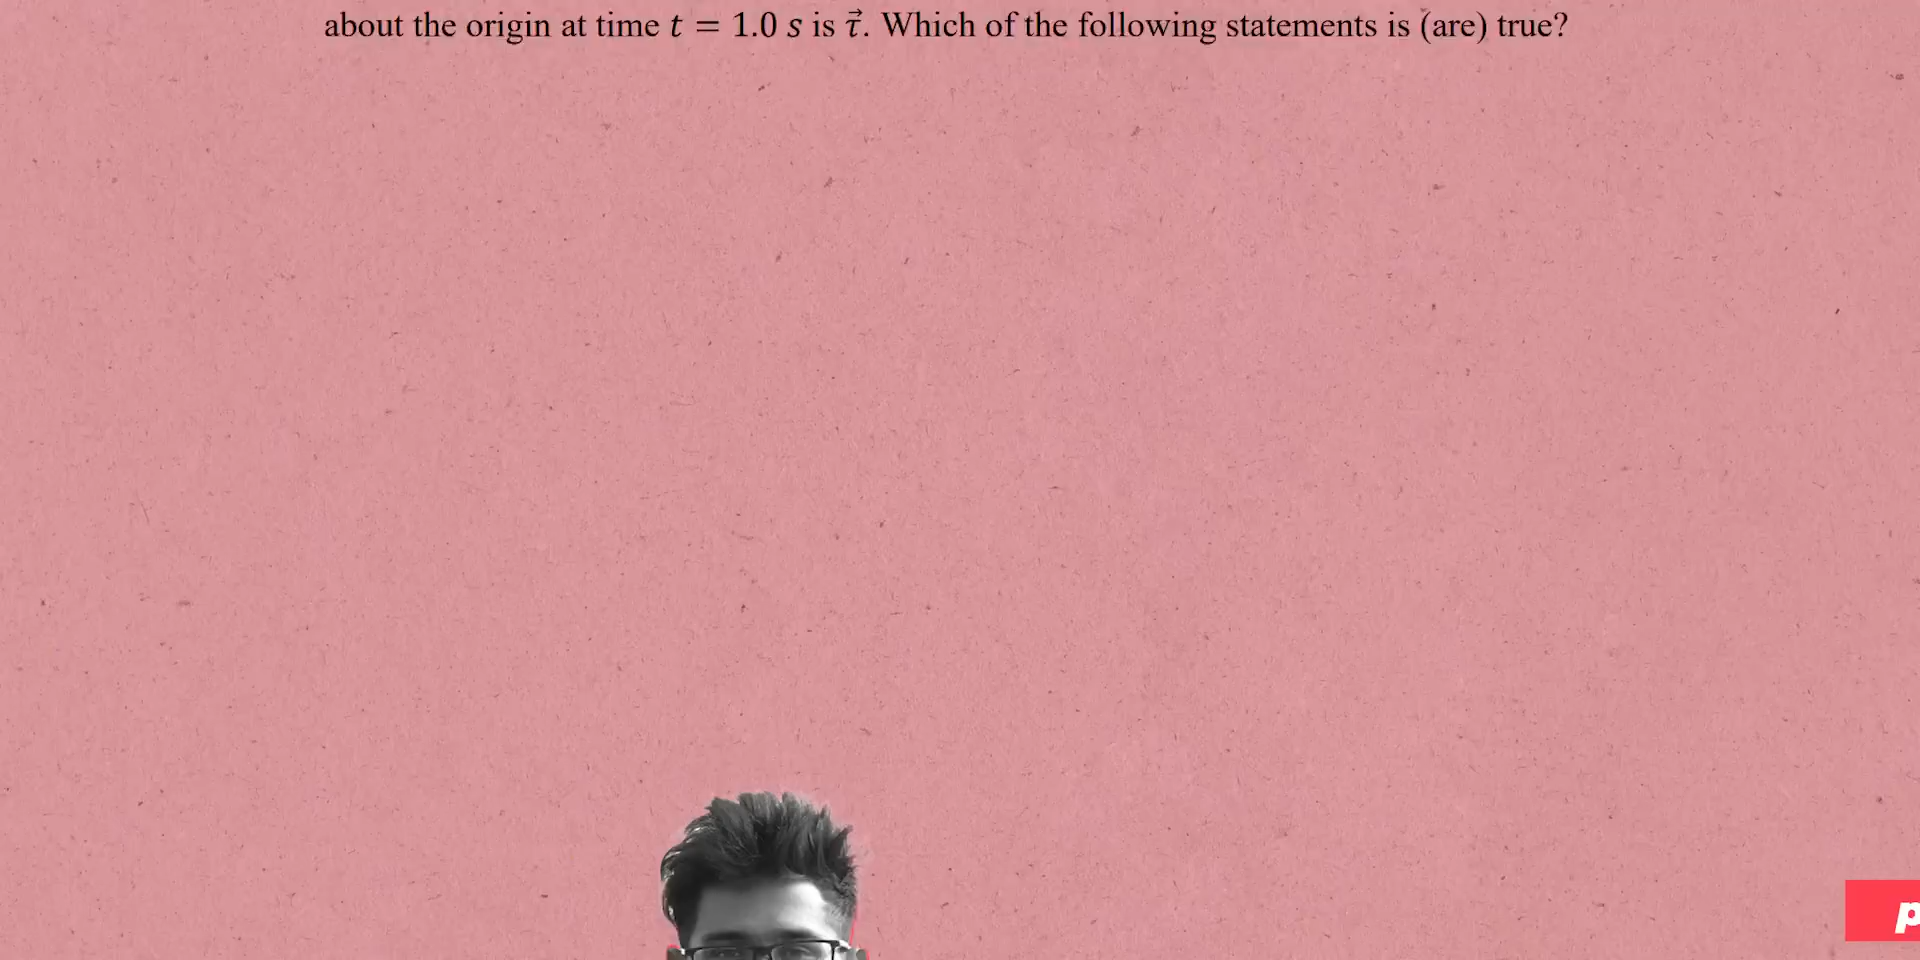 about the origin at time t = 1.0 s is τ⃗. Which of the following statements is (are) true?
p